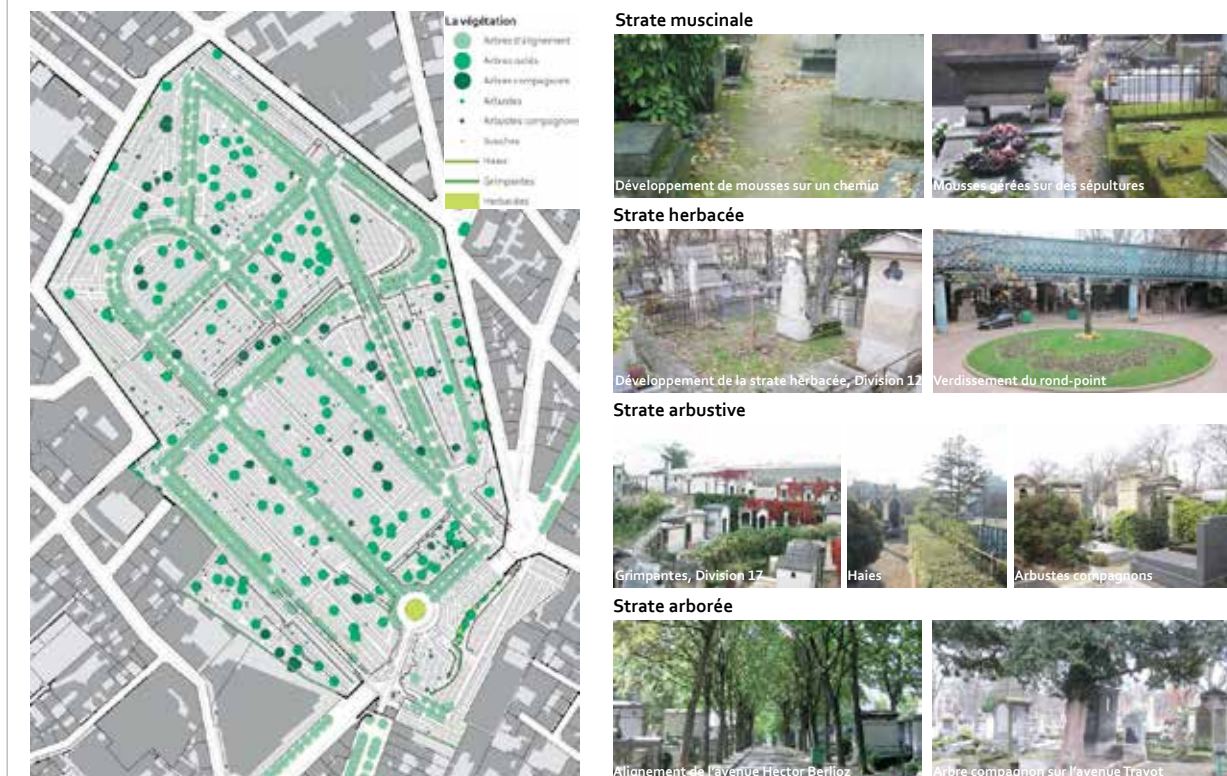 La végétation
Arbres d'alignement
Arbres isolés
Arbres compagnons
Arbustes
Arbustes compagnons
Souches
Haies
Grimpantes
Herbacées
Strate muscinale
Développement de mousses sur un chemin
Mousses gérées sur des sépultures
Strate herbacée
Développement de la strate herbacée, Division 12
Verdissement du rond-point
Strate arbustive
Grimpantes, Division 17
Haies
Arbustes compagnons
Strate arborée
Alignement de l'avenue Hector Berlioz
Arbre compagnon sur l'avenue Travot